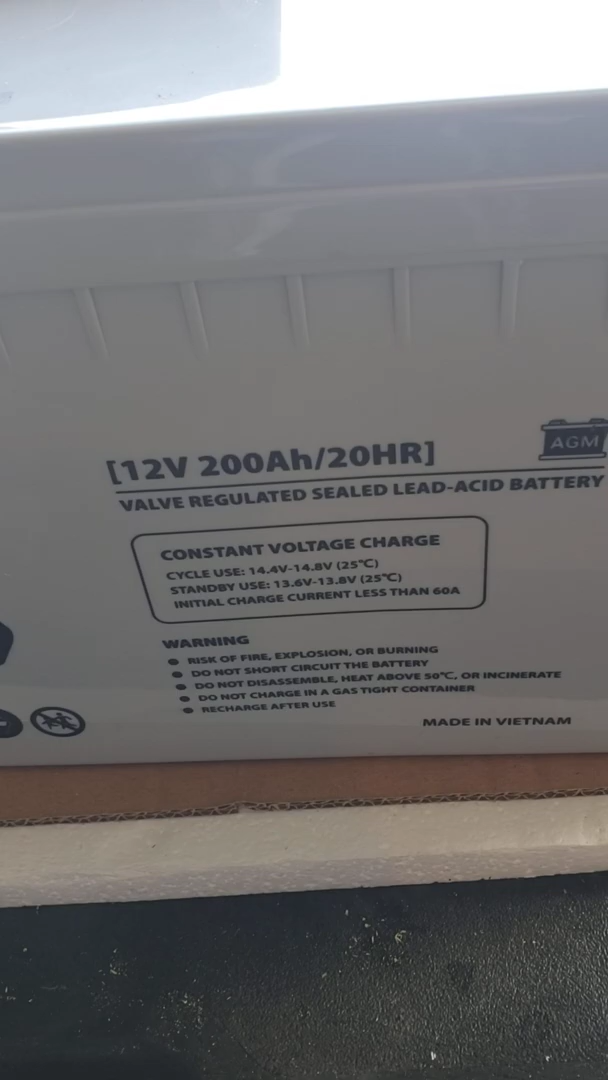 AGM
[12V 200Ah/20HR]
VALVE REGULATED SEALED LEAD-ACID BATTERY
CONSTANT VOLTAGE CHARGE
CYCLE USE: 14.4V-14.8V (25℃)
STANDBY USE: 13.6V-13.8V (25℃)
INITIAL CHARGE CURRENT LESS THAN 60A
WARNING
● RISK OF FIRE, EXPLOSION, OR BURNING
● DO NOT SHORT CIRCUIT THE BATTERY
● DO NOT DISASSEMBLE, HEAT ABOVE 50℃, OR INCINERATE
● DO NOT CHARGE IN A GAS TIGHT CONTAINER
● RECHARGE AFTER USE
MADE IN VIETNAM